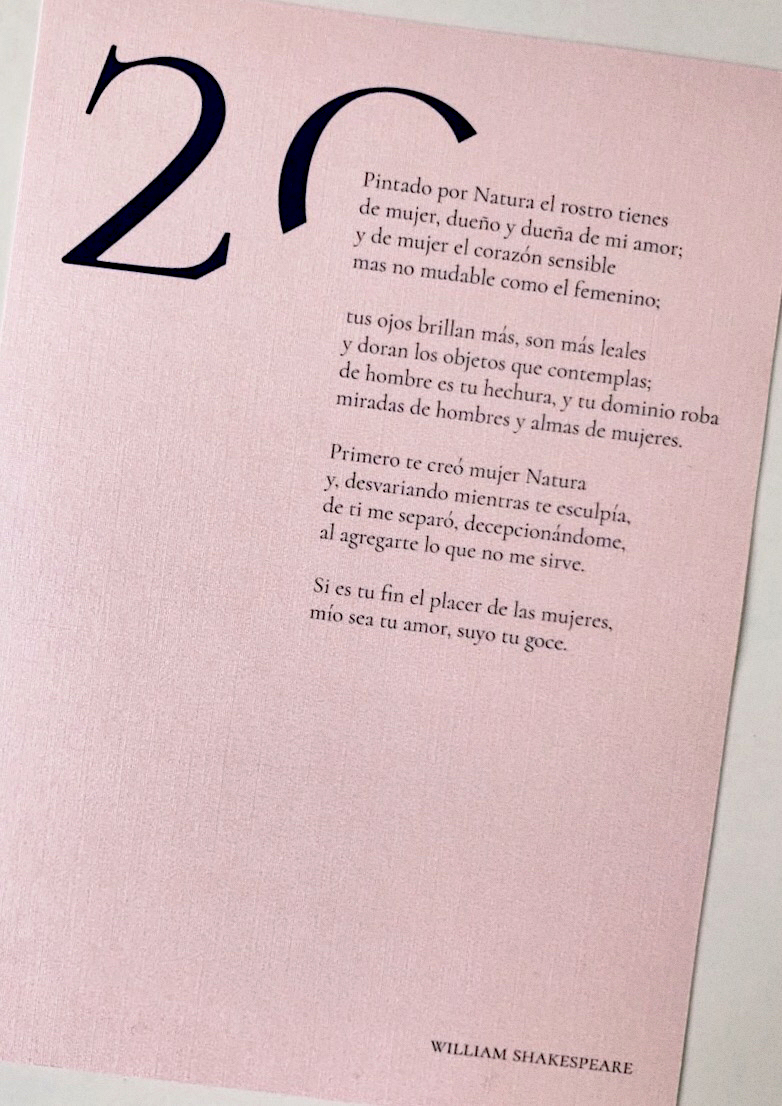 20
Pintado por Natura el rostro tienes
de mujer, dueño y dueña de mi amor;
y de mujer el corazón sensible
mas no mudable como el femenino;
tus ojos brillan más, son más leales
y doran los objetos que contemplas;
de hombre es tu hechura, y tu dominio roba
miradas de hombres y almas de mujeres.
Primero te creó mujer Natura
y, desvariando mientras te esculpía,
de ti me separó, decepcionándome,
al agregarte lo que no me sirve.
Si es tu fin el placer de las mujeres,
mío sea tu amor, suyo tu goce.
WILLIAM SHAKESPEARE